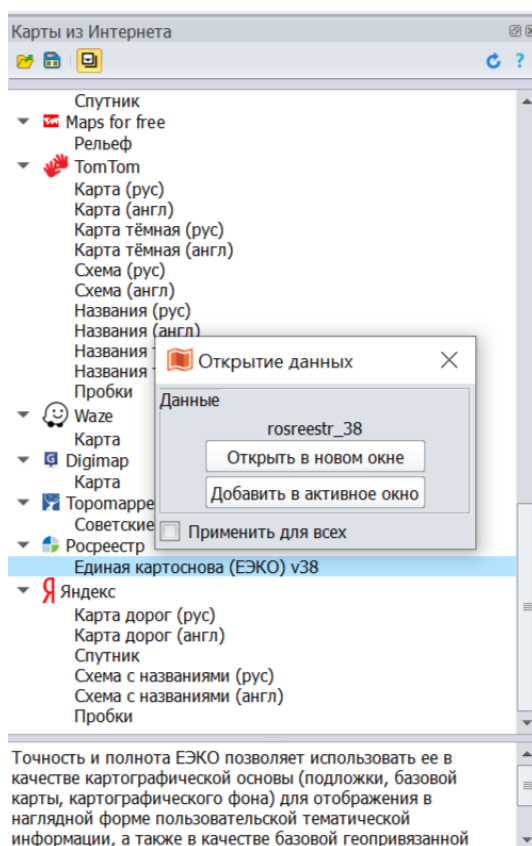 Карты из Интернета
?
Спутник
Maps for free
Рельеф
TomTom
Карта (рус)
Карта (англ)
Карта тёмная (рус)
Карта тёмная (англ)
Схема (рус)
Схема (англ)
Названия (рус)
Названия (англ)
Названия
Названия
Пробки
Waze
Карта
Digimap
Карта
Советские
Росреестр
Единая картоснова (ЕЭКО) v38
Я Яндекс
Карта дорог (рус)
Карта дорог (англ)
Спутник
Схема с названиями (рус)
Схема с названиями (англ)
Пробки
Открытие данных
Данные
rosreestr_38
Открыть в новом окне
Добавить в активное окно
Применить для всех
Точность и полнота ЕЭКО позволяет использовать ее в
качестве картографической основы (подложки, базовой
карты, картографического фона) для отображения в
наглядной форме пользовательской тематической
информации, а также в качестве базовой геопривязанной